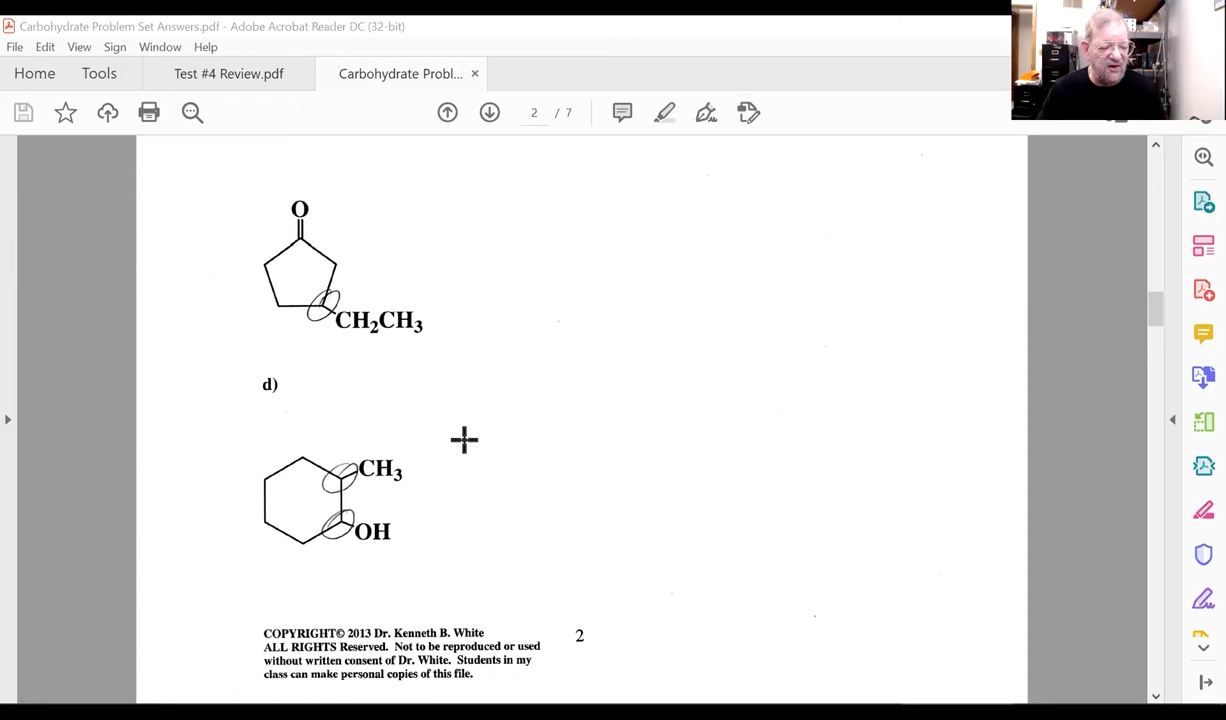 Carbohydrate Problem Set Answers.pdf - Adobe Acrobat Reader DC (32-bit)
File Edit View Sign Window Help
Home Tools Test #4 Review.pdf Carbohydrate Probl... ×
2 / 7
O
CH2CH3
d)
CH3
OH
COPYRIGHT© 2013 Dr. Kenneth B. White
ALL RIGHTS Reserved. Not to be reproduced or used
without written consent of Dr. White. Students in my
class can make personal copies of this file.
2